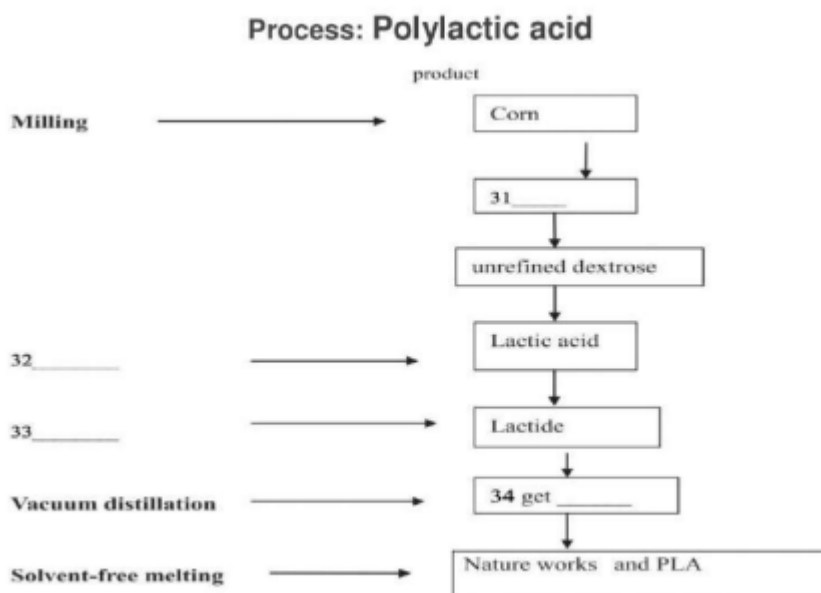 Process: Polylactic acid
product
Milling
Corn
31_____
unrefined dextrose
Lactic acid
32________
Lactide
33________
34 get _______
Vacuum distillation
Nature works and PLA
Solvent-free melting